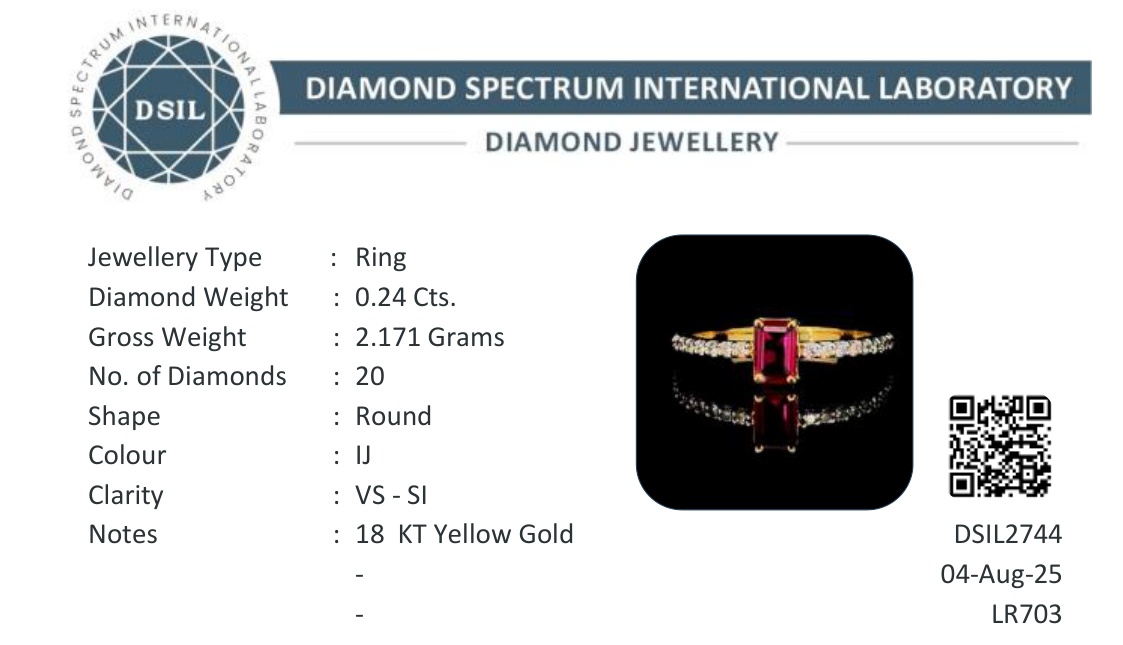 DIAMOND SPECTRUM INTERNATIONAL LABORATORY
DSIL
DIAMOND SPECTRUM INTERNATIONAL LABORATORY
DIAMOND JEWELLERY
Jewellery Type : Ring
Diamond Weight : 0.24 Cts.
Gross Weight : 2.171 Grams
No. of Diamonds : 20
Shape : Round
Colour : IJ
Clarity : VS - SI
Notes : 18 KT Yellow Gold
-
-
DSIL2744
04-Aug-25
LR703